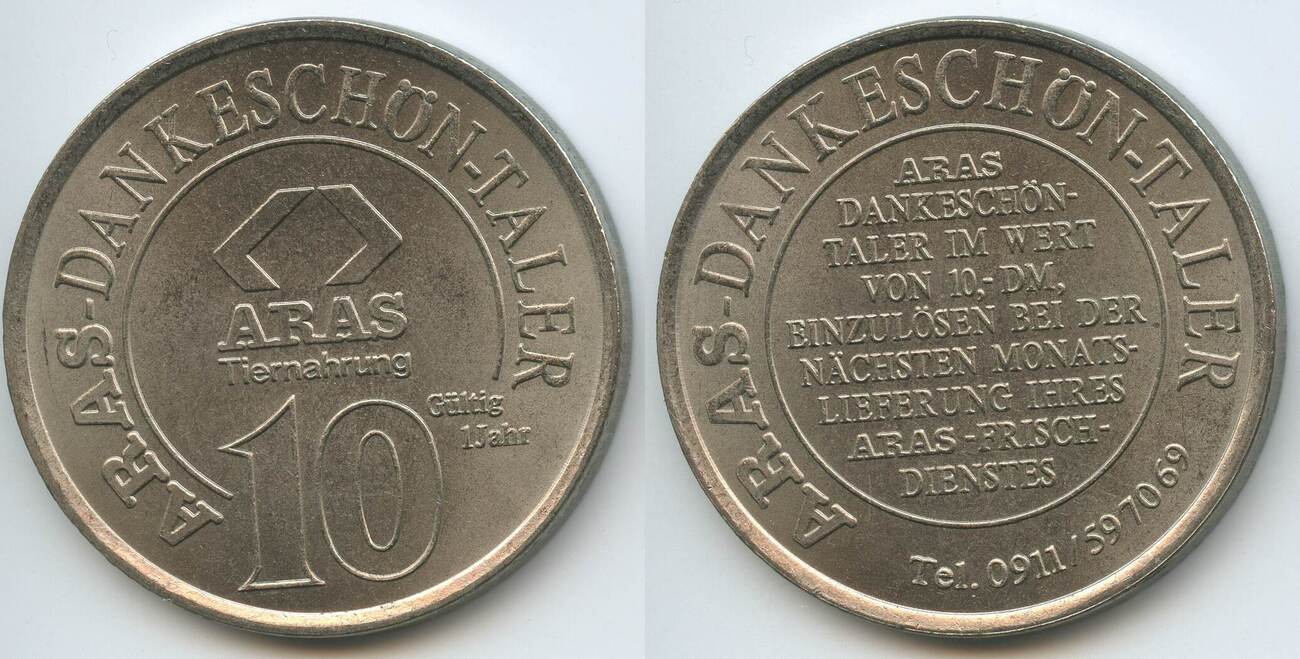 ARAS-DANKESCHÖN-TALER
ARAS
Tiernahrung
10
Gültig
1 Jahr
ARAS-DANKESCHÖN-TALER
ARAS
DANKESCHÖN-
TALER IM WERT
VON 10,- DM,
EINZULÖSEN BEI DER
NÄCHSTEN MONATS-
LIEFERUNG IHRES
ARAS-FRISCH-
DIENSTES
Tel. 0911/597069